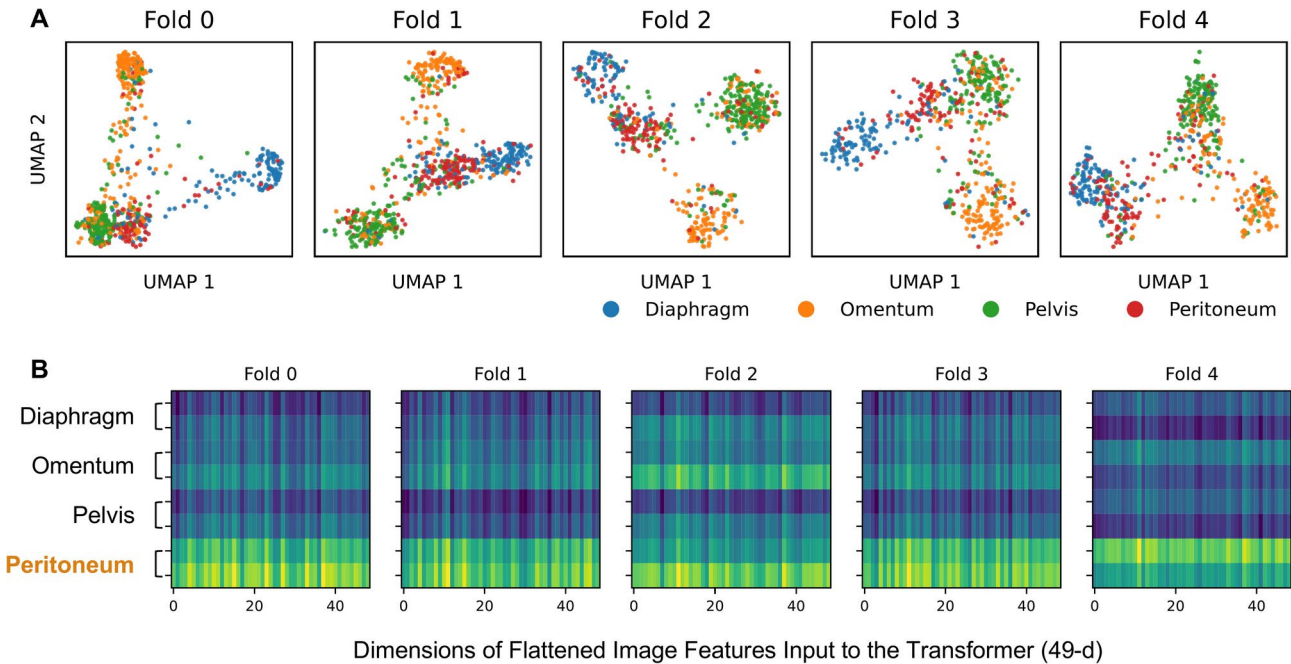 A
Fold 0 Fold 1 Fold 2 Fold 3 Fold 4
UMAP 2
UMAP 1 UMAP 1 UMAP 1 UMAP 1 UMAP 1
Diaphragm Omentum Pelvis Peritoneum
B
Fold 0 Fold 1 Fold 2 Fold 3 Fold 4
Diaphragm
Omentum
Pelvis
Peritoneum
0 20 40 0 20 40 0 20 40 0 20 40 0 20 40
Dimensions of Flattened Image Features Input to the Transformer (49-d)